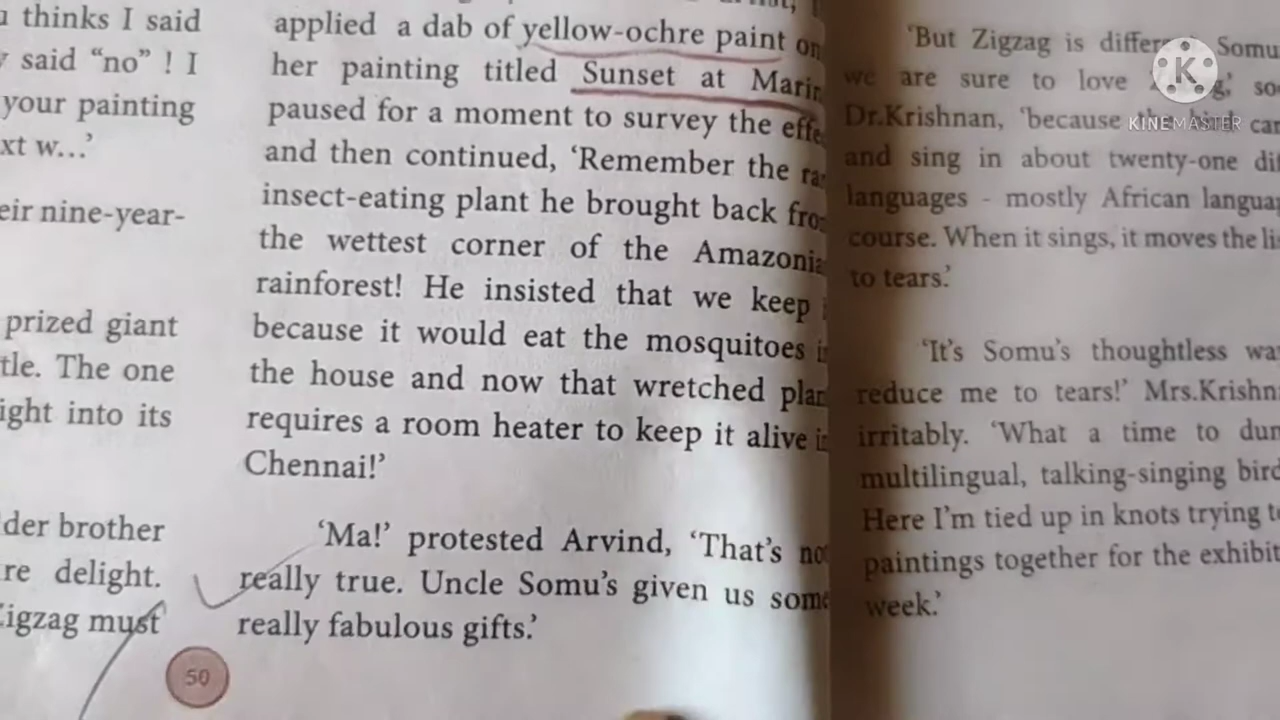 thinks I said
said “no” ! I
your painting
xt w...’
eir nine-year-
prized giant
tle. The one
ight into its
der brother
re delight.
Zigzag must
applied a dab of yellow-ochre paint on
her painting titled Sunset at Marin
paused for a moment to survey the effe
and then continued, ‘Remember the ra
insect-eating plant he brought back fro
the wettest corner of the Amazonia
rainforest! He insisted that we keep
because it would eat the mosquitoes i
the house and now that wretched plan
requires a room heater to keep it alive i
Chennai!’
‘Ma!’ protested Arvind, ‘That’s no
really true. Uncle Somu’s given us some
really fabulous gifts.’
50
‘But Zigzag is differ Somu
we are sure to love g,’ so
Dr.Krishnan, ‘because can
and sing in about twenty-one dif
languages - mostly African langua
course. When it sings, it moves the li
to tears.’
‘It’s Somu’s thoughtless wa
reduce me to tears!’ Mrs.Krishn
irritably. ‘What a time to dum
multilingual, talking-singing bird
Here I’m tied up in knots trying t
paintings together for the exhibit
week.’
K
KINEMASTER